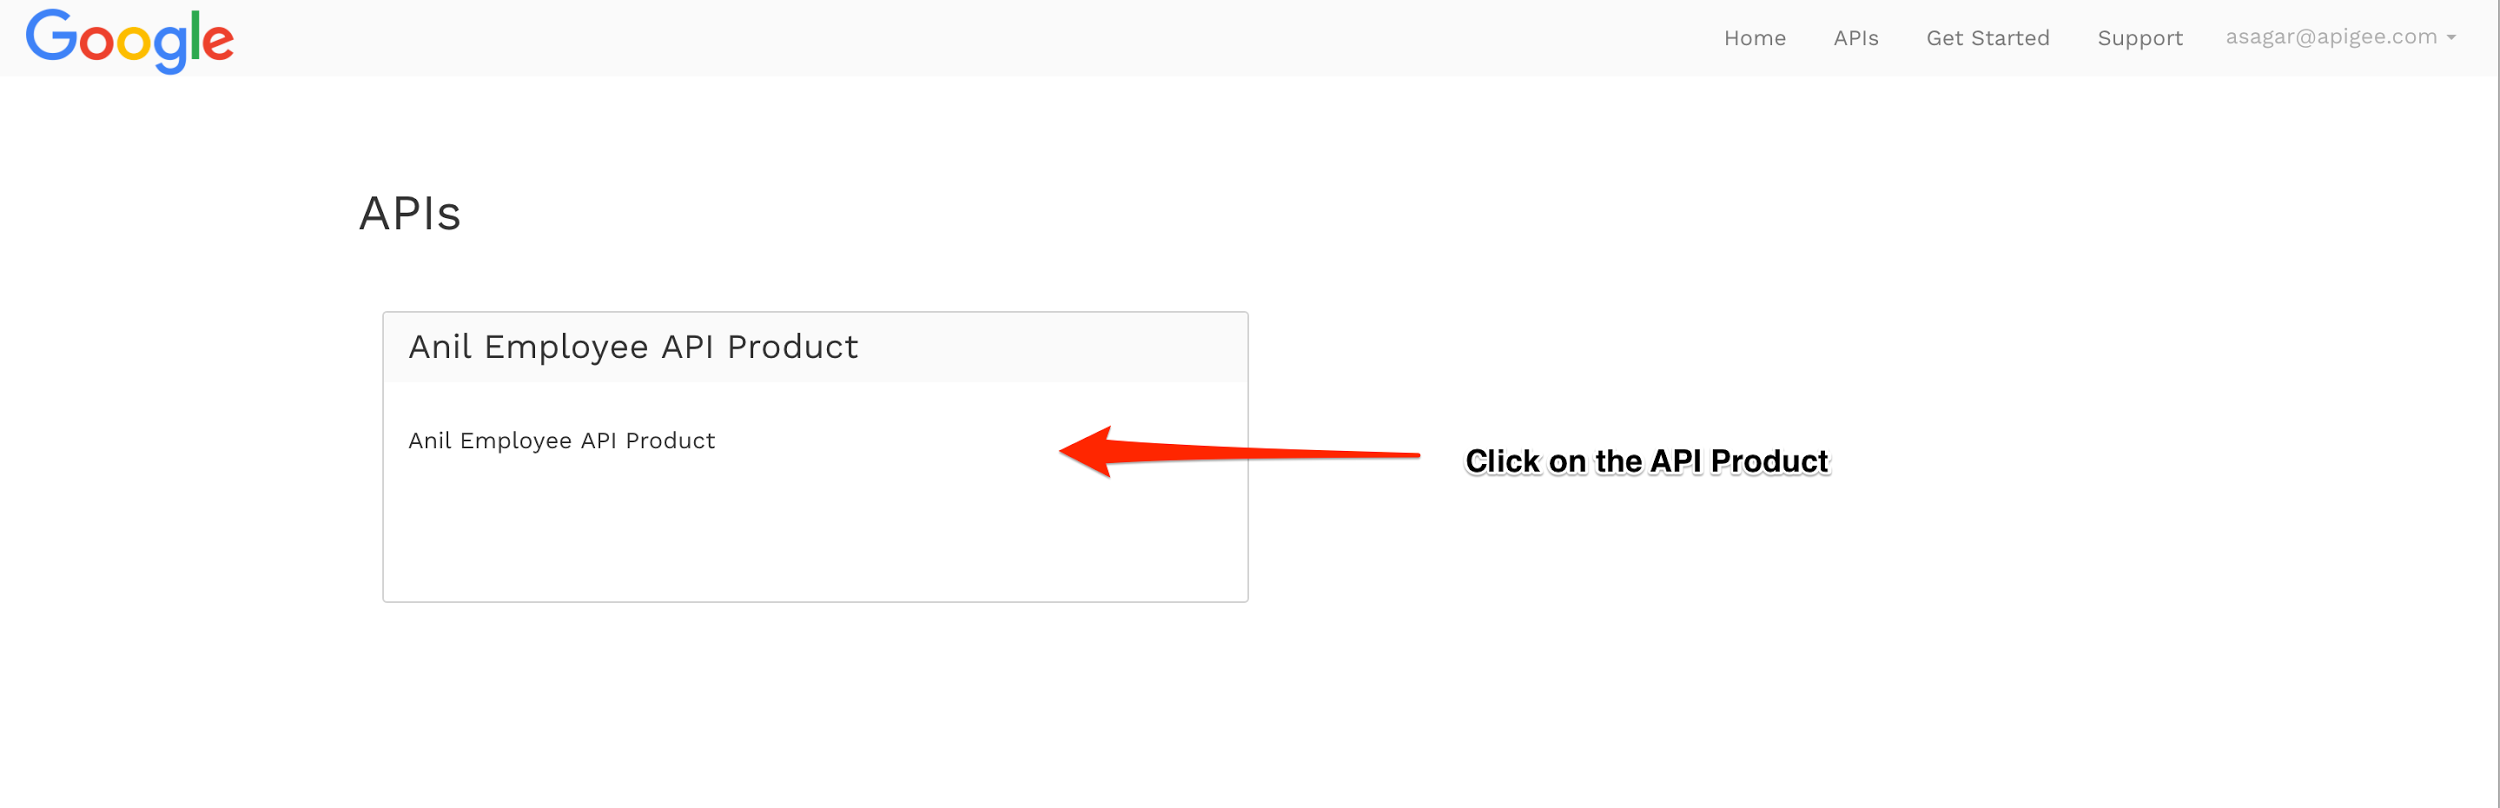 Google
Home APIs Get Started Support asagar@apigee.com
APIs
Anil Employee API Product
Anil Employee API Product
Click on the API Product